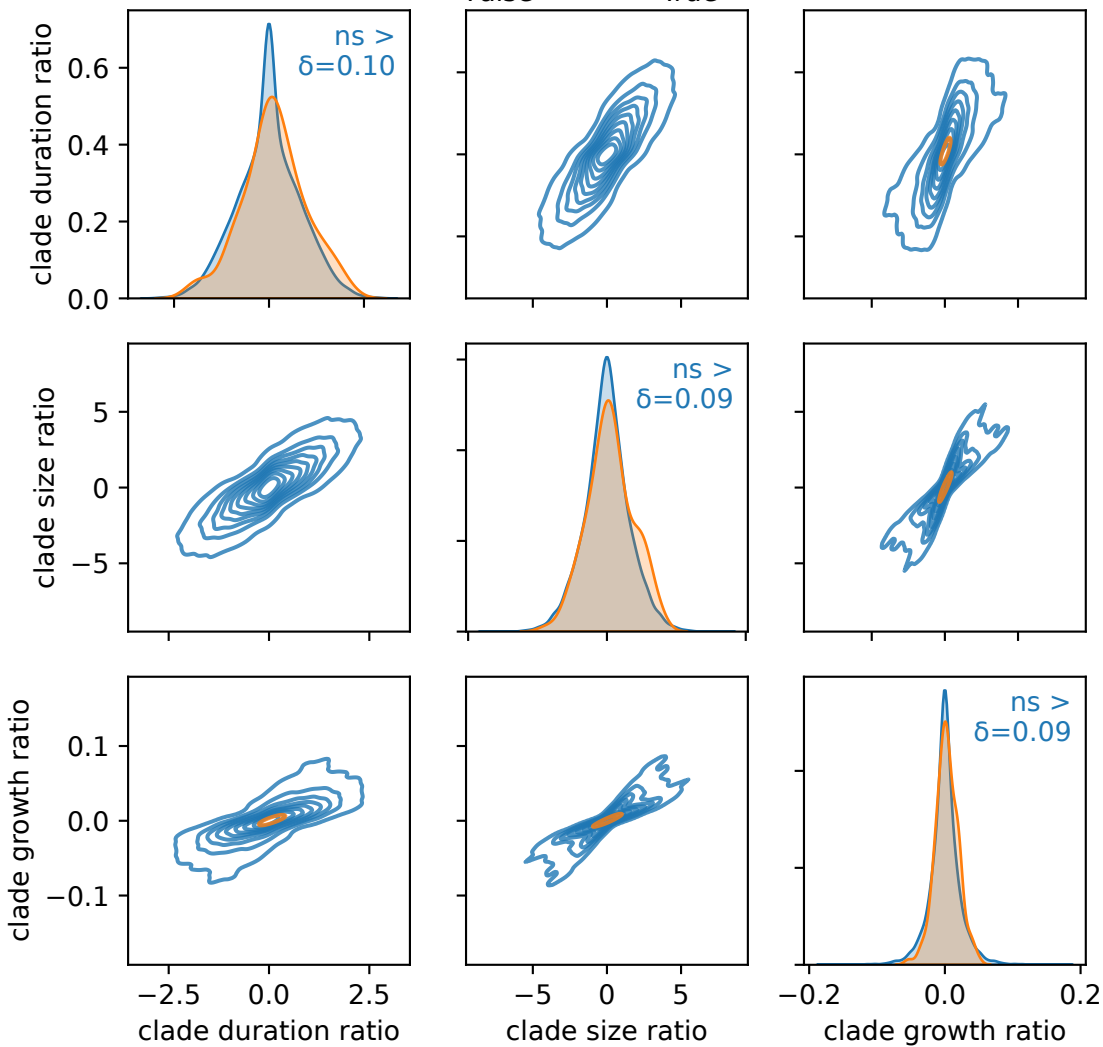 clade duration ratio
0.6
0.4
0.2
0.0
ns >
δ=0.10
clade size ratio
5
0
−5
ns >
δ=0.09
clade growth ratio
0.1
0.0
−0.1
ns >
δ=0.09
−2.5 0.0 2.5
−5 0 5
−0.2 0.0 0.2
clade duration ratio
clade size ratio
clade growth ratio